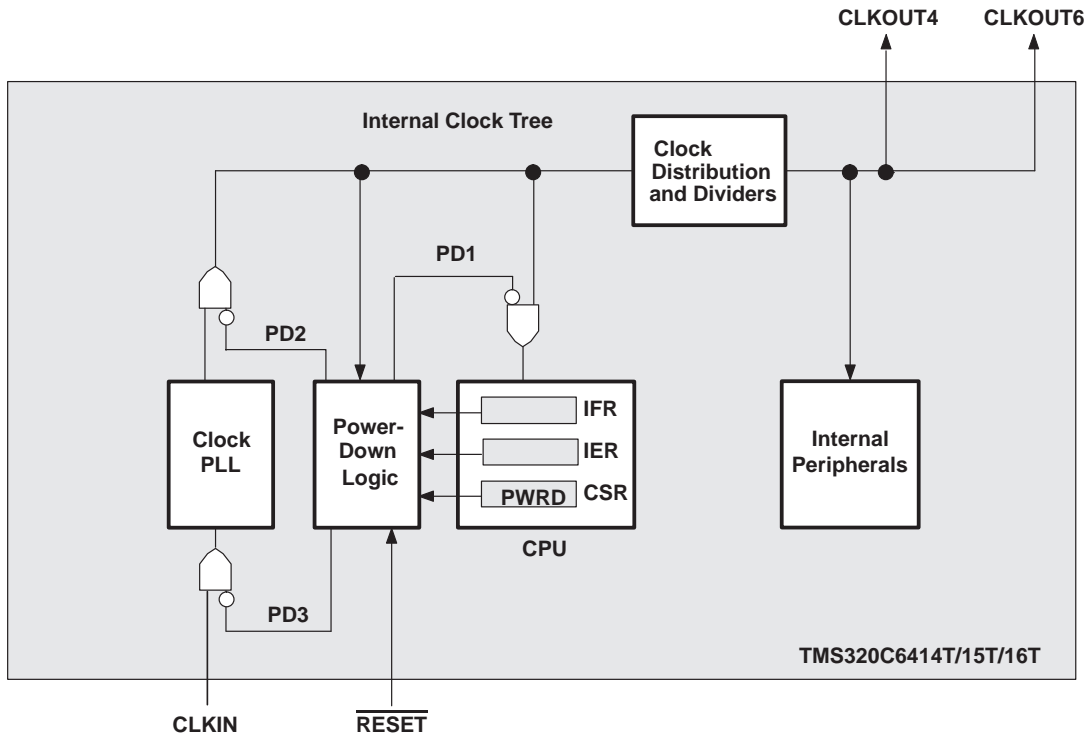 CLKOUT4 CLKOUT6
Internal Clock Tree
Clock
Distribution
and Dividers
PD1
PD2
Clock
PLL
Power-
Down
Logic
IFR
IER
PWRD CSR
CPU
Internal
Peripherals
PD3
TMS320C6414T/15T/16T
CLKIN
RESET